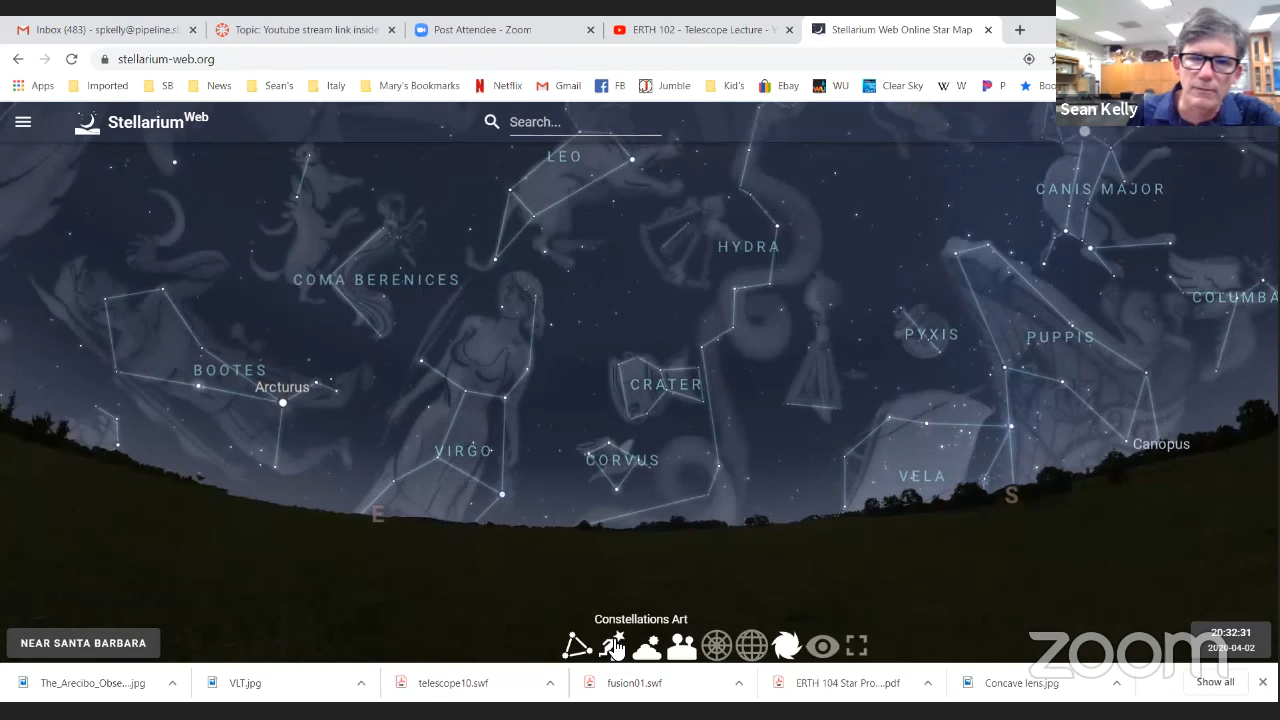 Inbox (483) - spkelly@pipeline.s
Topic: Youtube stream link inside
Post Attendee - Zoom
ERTH 102 - Telescope Lecture - Y
Stellarium Web Online Star Map
stellarium-web.org
Apps
Imported
SB
News
Sean's
Italy
Mary's Bookmarks
Netflix
Gmail
FB
Jumble
Kid's
Ebay
WU
Clear Sky
W
P
Boo
Sean Kelly
StellariumWeb
Search...
LEO
CANIS MAJOR
HYDRA
COMA BERENICES
COLUMBA
PYXIS
PUPPIS
BOOTES
Arcturus
CRATER
VIRGO
CORVUS
Canopus
VELA
S
E
Constellations Art
NEAR SANTA BARBARA
20:32:31
2020-04-02
zoom
The_Arecibo_Obse....jpg
VLT.jpg
telescope10.swf
fusion01.swf
ERTH 104 Star Pro....pdf
Concave lens.jpg
Show all